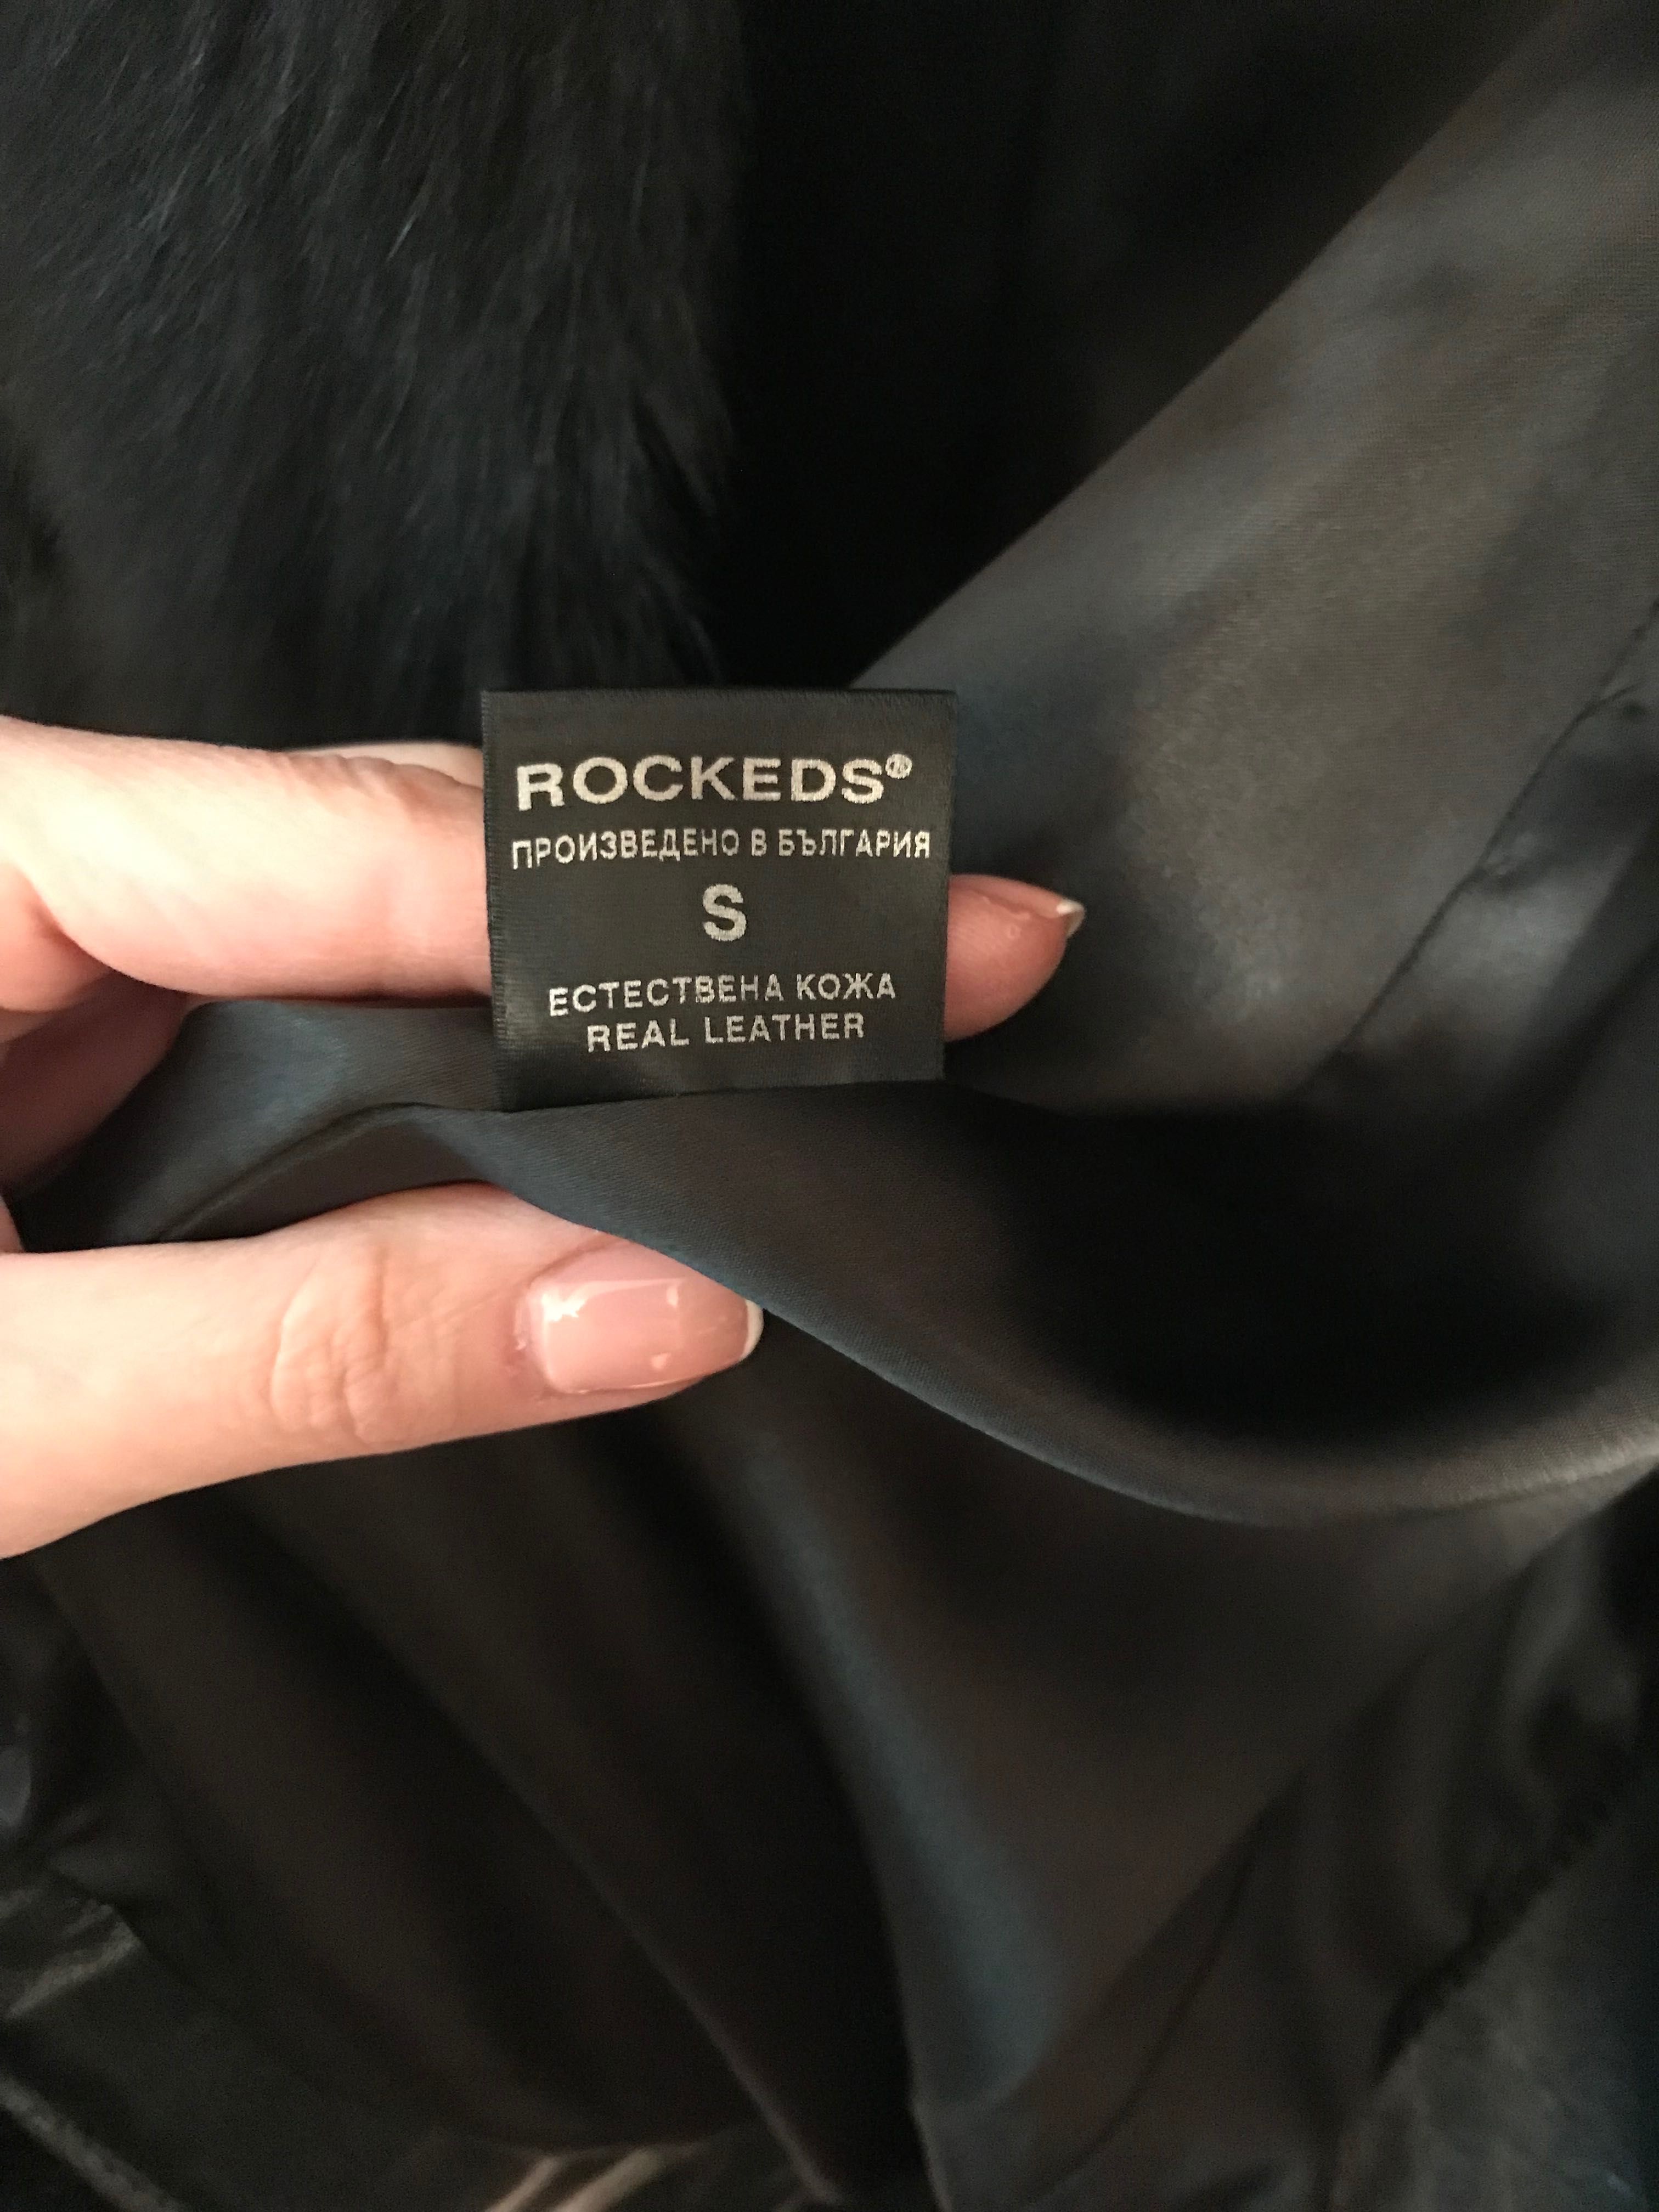 ROCKEDS®
ПРОИЗВЕДЕНО В БЪЛГАРИЯ
S
ЕСТЕСТВЕНА КОЖА
REAL LEATHER